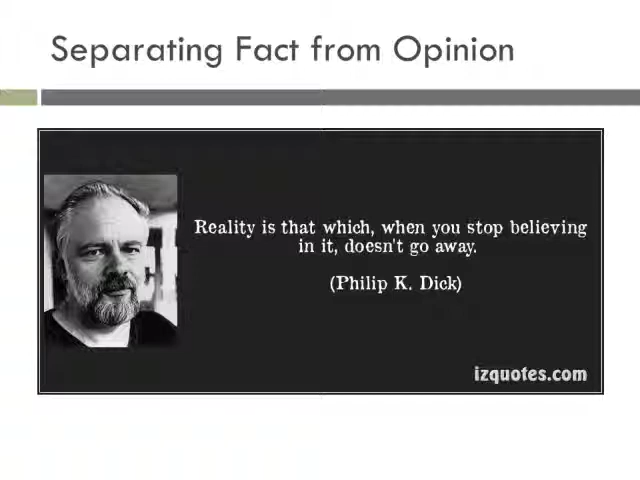 Separating Fact from Opinion
Reality is that which, when you stop believing
in it, doesn't go away.
(Philip K. Dick)
izquotes.com